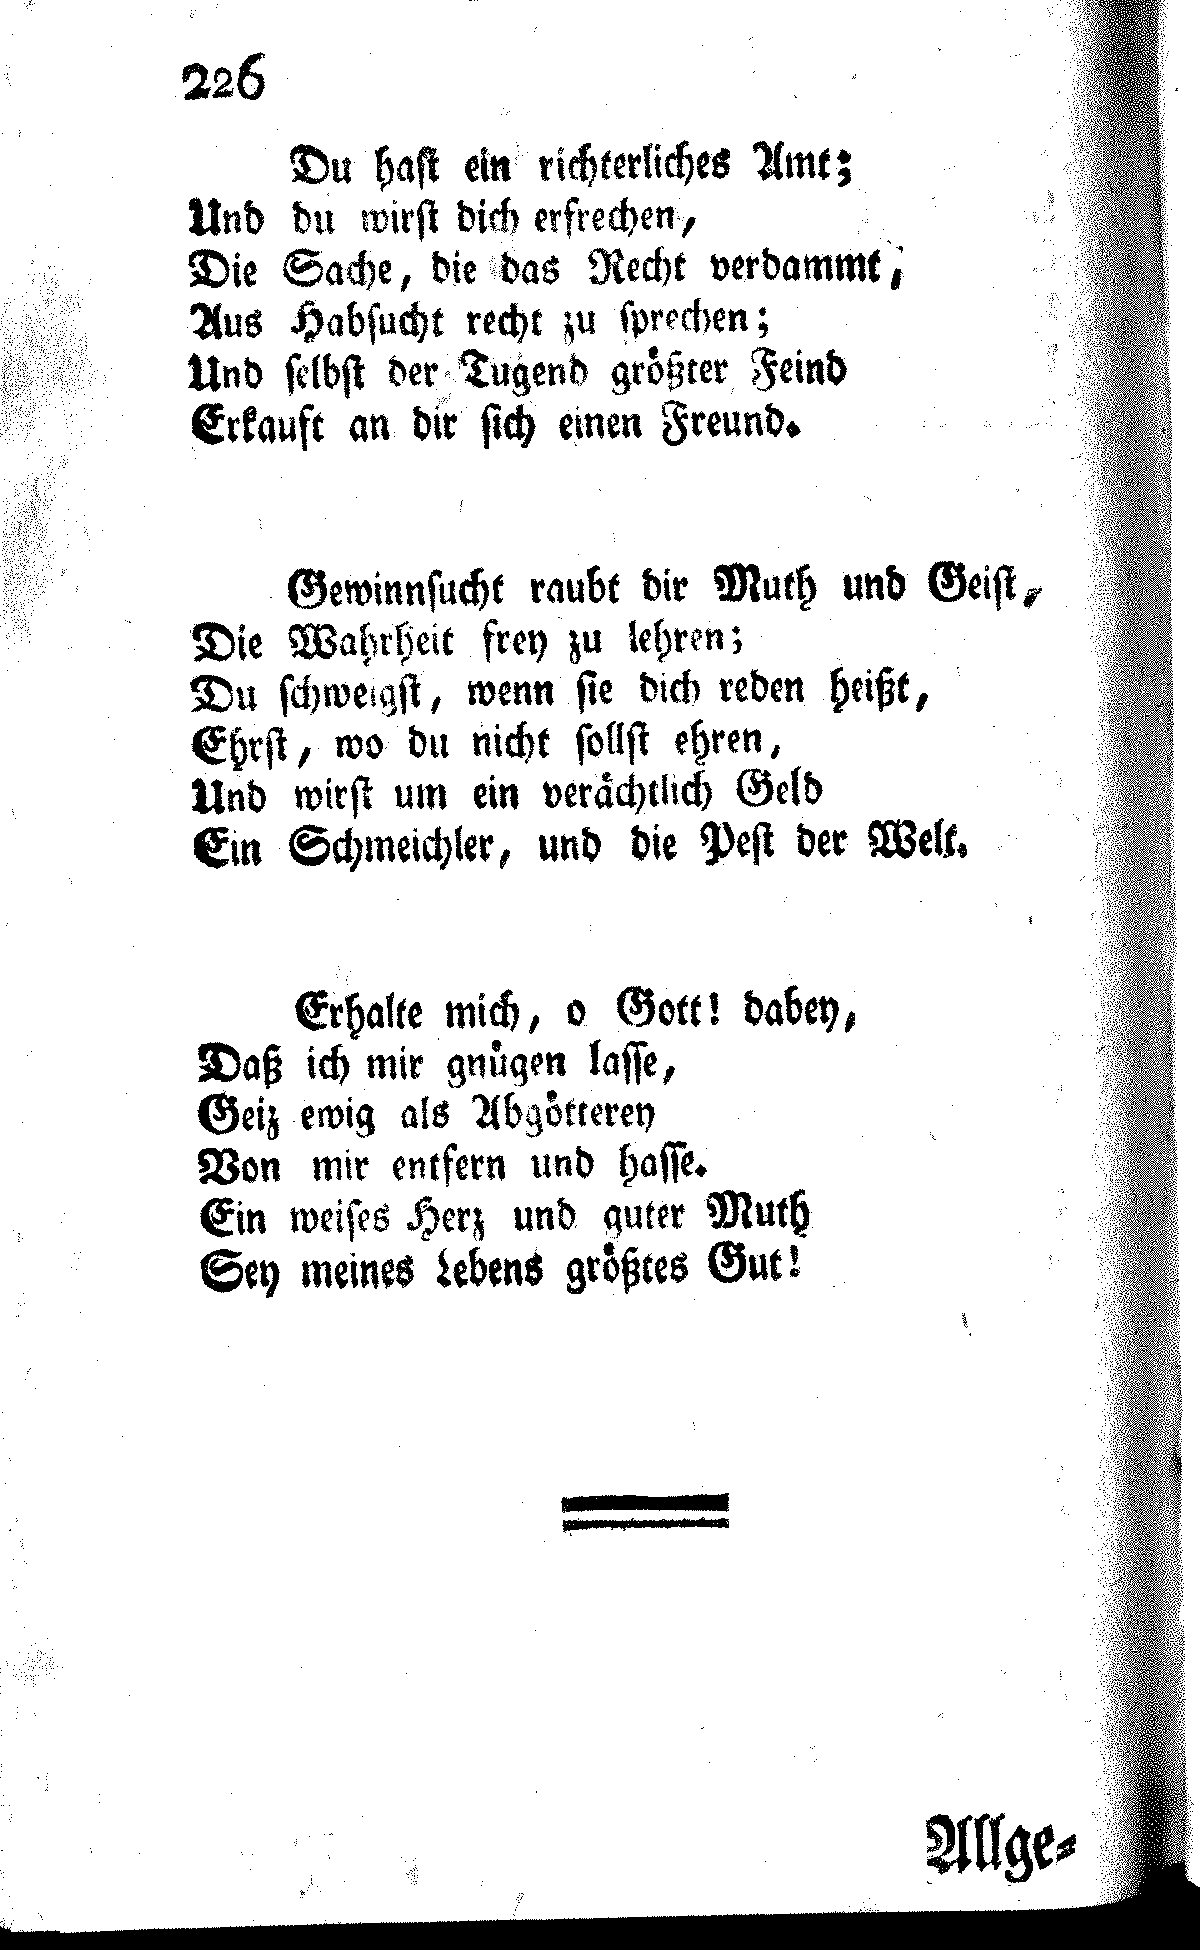 226
Du hast ein richterliches Amt;
Und du wirst dich erfrechen,
Die Sache, die das Recht verdammt,
Aus Habsucht recht zu sprechen;
Und selbst der Tugend größter Feind
Erkauft an dir sich einen Freund.
Gewinnsucht raubt dir Muth und Geist,
Die Wahrheit frey zu lehren;
Du schweigst, wenn sie dich reden heißt,
Ehrst, wo du nicht sollst ehren,
Und wirst um ein verächtlich Geld
Ein Schmeichler, und die Pest der Welt.
Erhalte mich, o Gott! dabey,
Daß ich mir gnügen lasse,
Geiz ewig als Abgötterey
Von mir entfern und hasse.
Ein weises Herz und guter Muth
Sey meines Lebens größtes Gut!
Allge-